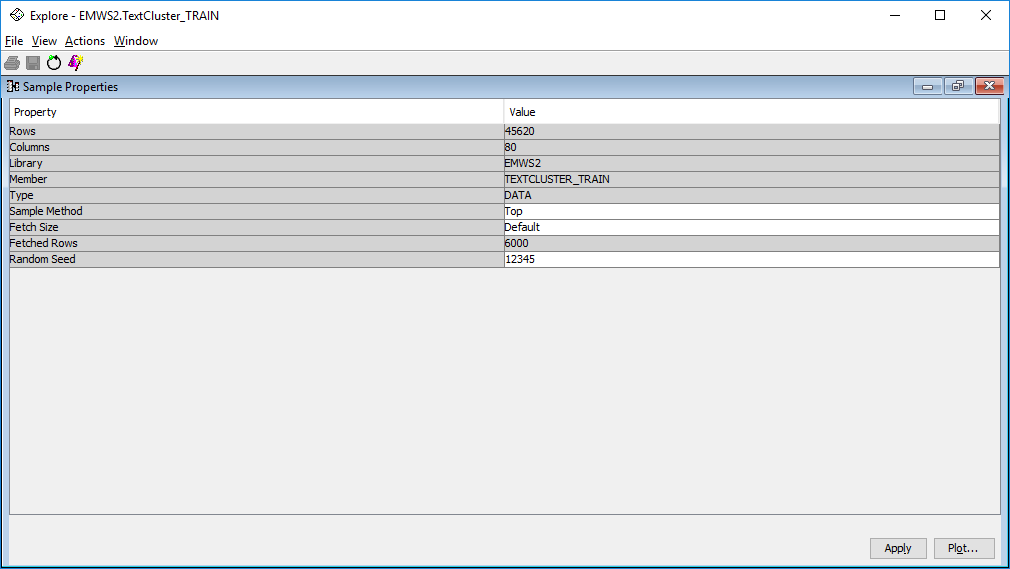 Explore - EMWS2.TextCluster_TRAIN
File View Actions Window
Sample Properties
Property Value
Rows 45620
Columns 80
Library EMWS2
Member TEXTCLUSTER_TRAIN
Type DATA
Sample Method Top
Fetch Size Default
Fetched Rows 6000
Random Seed 12345
Apply Plot...